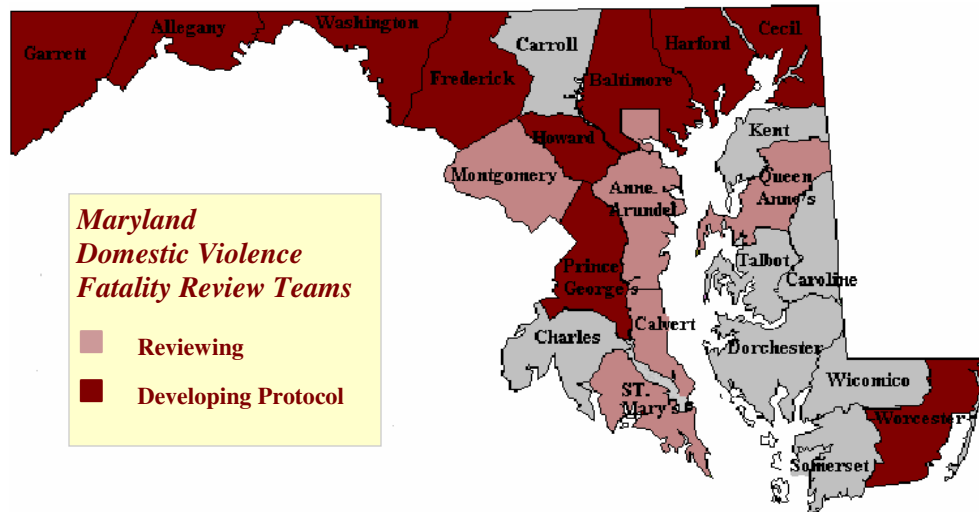 Garrett
Allegany
Washington
Frederick
Carroll
Baltimore
Harford
Cecil
Howard
Montgomery
Anne
Arundel
Kent
Queen
Anne's
Talbot
Caroline
Prince
George's
Charles
Calvert
ST.
Mary's
Dorchester
Wicomico
Worcester
Somerset
Maryland
Domestic Violence
Fatality Review Teams
Reviewing
Developing Protocol